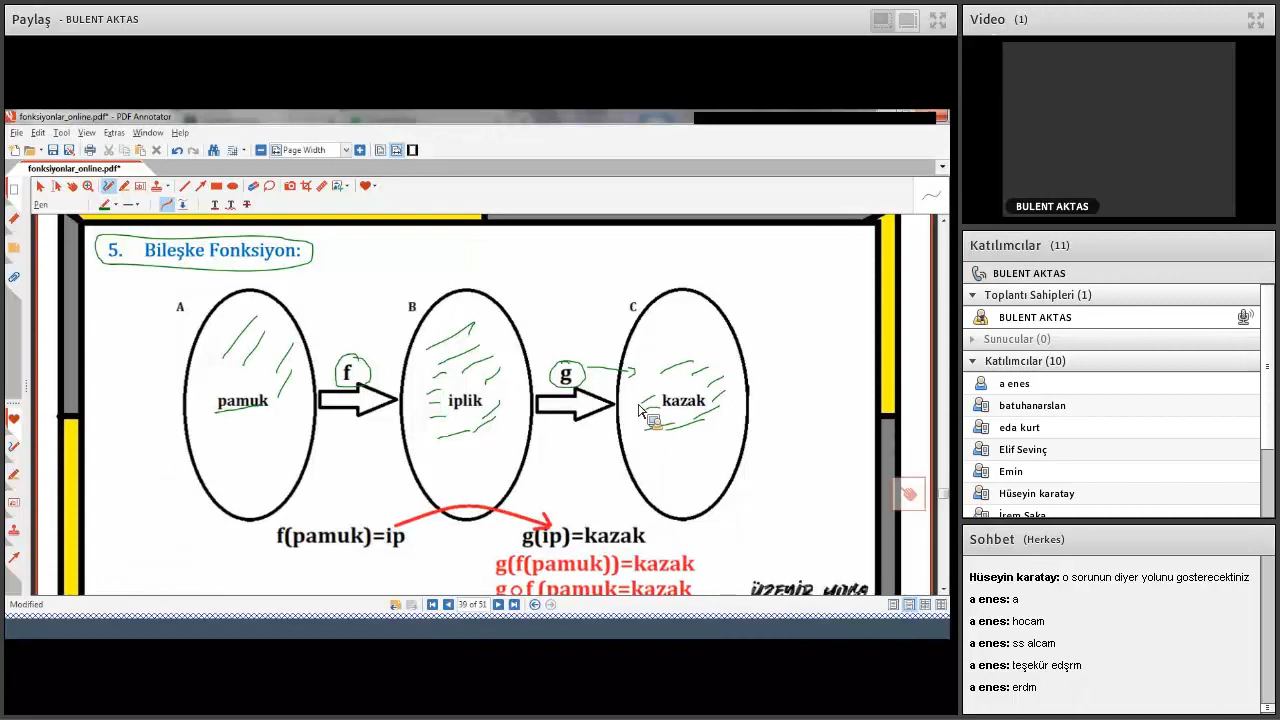 Paylaş - BULENT AKTAS
fonksiyonlar_online.pdf* - PDF Annotator
File Edit Tool View Extras Window Help
Page Width
fonksiyonlar_online.pdf*
Pen
5. Bileşke Fonksiyon:
A B C
f g
pamuk iplik kazak
f(pamuk)=ip g(ip)=kazak
g(f(pamuk))=kazak
g o f (pamuk=kazak
Modified
39 of 51
Video (1)
BULENT AKTAS
Katılımcılar (11)
BULENT AKTAS
Toplantı Sahipleri (1)
BULENT AKTAS
Sunucular (0)
Katılımcılar (10)
a enes
batuhanarslan
eda kurt
Elif Sevinç
Emin
Hüseyin karatay
İrem Saka
Sohbet (Herkes)
Hüseyin karatay: o sorunun diyer yolunu
a enes: a
a enes: hocam
a enes: ss alcam
a enes: teşekür edşrm
a enes: erdm